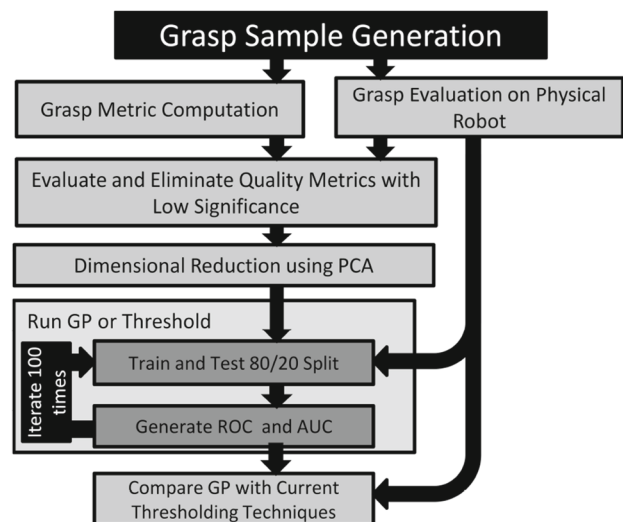 Grasp Sample Generation
Grasp Metric Computation
Grasp Evaluation on Physical
Robot
Evaluate and Eliminate Quality Metrics with
Low Significance
Dimensional Reduction using PCA
Run GP or Threshold
Iterate 100
times
Train and Test 80/20 Split
Generate ROC and AUC
Compare GP with Current
Thresholding Techniques